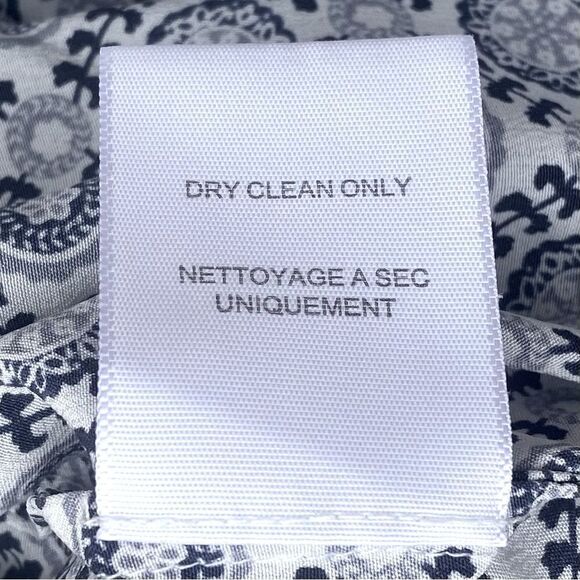 DRY CLEAN ONLY
NETTOYAGE A SEC
UNIQUEMENT